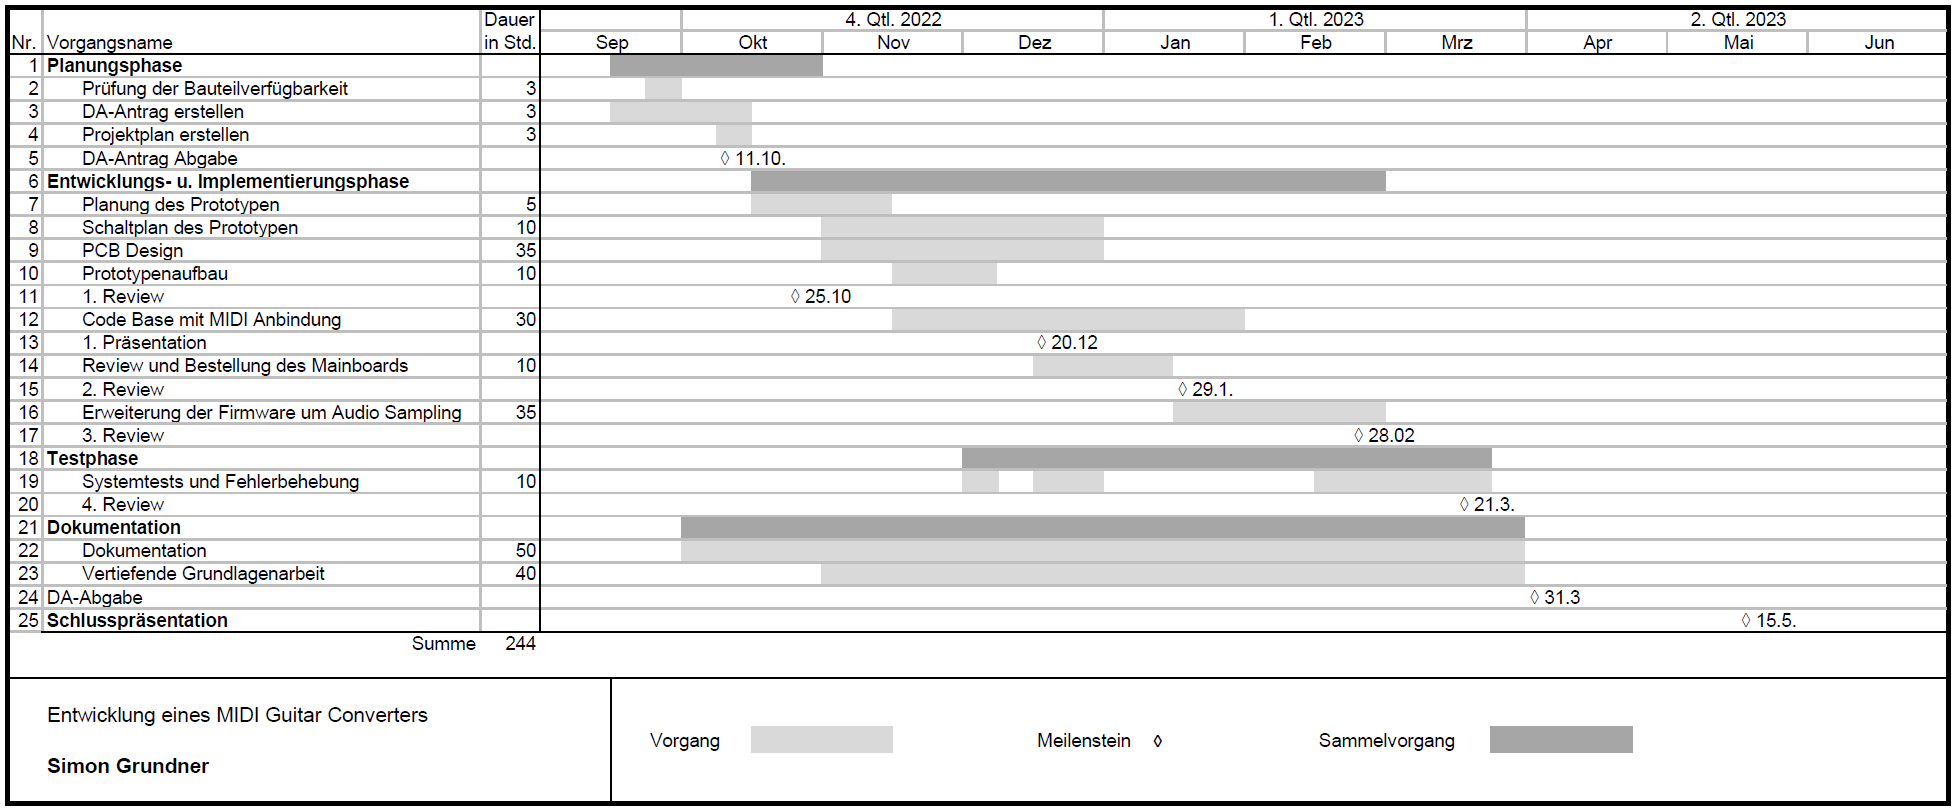 Dauer 4. Qtl. 2022 1. Qtl. 2023 2. Qtl. 2023
Nr. Vorgangsname in Std. Sep Okt Nov Dez Jan Feb Mrz Apr Mai Jun
1 Planungsphase
2 Prüfung der Bauteilverfügbarkeit 3
3 DA-Antrag erstellen 3
4 Projektplan erstellen 3
5 DA-Antrag Abgabe ◊ 11.10.
6 Entwicklungs- u. Implementierungsphase
7 Planung des Prototypen 5
8 Schaltplan des Prototypen 10
9 PCB Design 35
10 Prototypenaufbau 10
11 1. Review ◊ 25.10
12 Code Base mit MIDI Anbindung 30
13 1. Präsentation ◊ 20.12
14 Review und Bestellung des Mainboards 10
15 2. Review ◊ 29.1.
16 Erweiterung der Firmware um Audio Sampling 35
17 3. Review ◊ 28.02
18 Testphase
19 Systemtests und Fehlerbehebung 10
20 4. Review ◊ 21.3.
21 Dokumentation
22 Dokumentation 50
23 Vertiefende Grundlagenarbeit 40
24 DA-Abgabe ◊ 31.3
25 Schlusspräsentation ◊ 15.5.
Summe 244
Entwicklung eines MIDI Guitar Converters
Vorgang Meilenstein ◊ Sammelvorgang
Simon Grundner